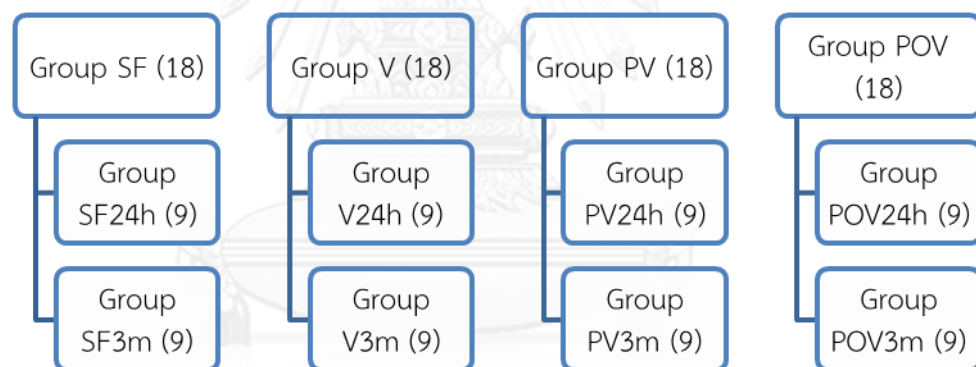 Group SF (18)
Group
SF24h (9)
Group
SF3m (9)
Group V (18)
Group
V24h (9)
Group
V3m (9)
Group PV (18)
Group
PV24h (9)
Group
PV3m (9)
Group POV
(18)
Group
POV24h (9)
Group
POV3m (9)